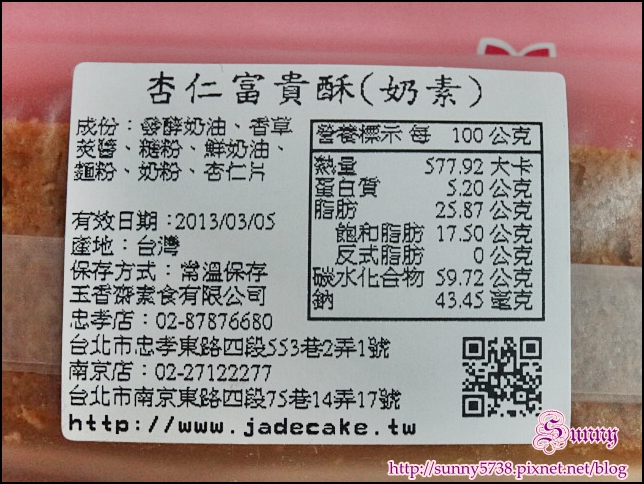 杏仁富貴酥(奶素)
成份：發酵奶油、香草
莢醬、糖粉、鮮奶油、
麵粉、奶粉、杏仁片
有效日期：2013/03/05
產地：台灣
保存方式：常溫保存
玉香齋素食有限公司
忠孝店：02-87876680
台北市忠孝東路四段553巷2弄1號
南京店：02-27122277
台北市南京東路四段75巷14弄17號
http://www.jadecake.tw
營養標示 每 100 公克
熱量 577.92 大卡
蛋白質 5.20 公克
脂肪 25.87 公克
飽和脂肪 17.50 公克
反式脂肪 0 公克
碳水化合物 59.72 公克
鈉 43.45 毫克
Sunny
http://sunny5738.pixnet.net/blog